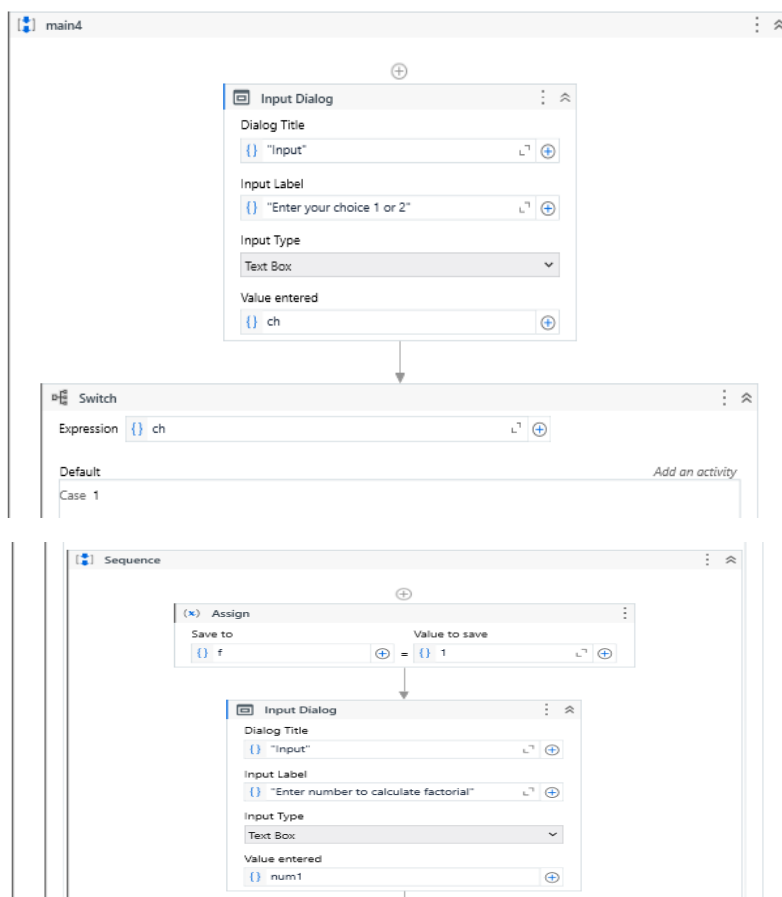 main4
Input Dialog
Dialog Title
{} "Input"
Input Label
{} "Enter your choice 1 or 2"
Input Type
Text Box
Value entered
{} ch
Switch
Expression {} ch
Default Add an activity
Case 1
Sequence
(x) Assign
Save to Value to save
{} f = {} 1
Input Dialog
Dialog Title
{} "Input"
Input Label
{} "Enter number to calculate factorial"
Input Type
Text Box
Value entered
{} num1